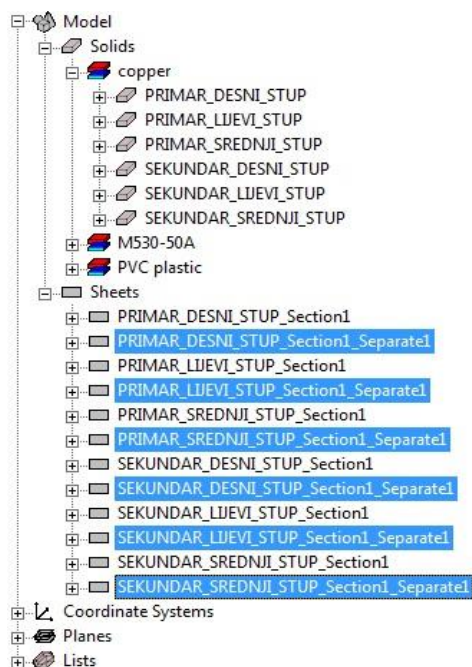 Model
Solids
copper
PRIMAR_DESNI_STUP
PRIMAR_LIJEVI_STUP
PRIMAR_SREDNJI_STUP
SEKUNDAR_DESNI_STUP
SEKUNDAR_LIJEVI_STUP
SEKUNDAR_SREDNJI_STUP
M530-50A
PVC plastic
Sheets
PRIMAR_DESNI_STUP_Section1
PRIMAR_DESNI_STUP_Section1_Separate1
PRIMAR_LIJEVI_STUP_Section1
PRIMAR_LIJEVI_STUP_Section1_Separate1
PRIMAR_SREDNJI_STUP_Section1
PRIMAR_SREDNJI_STUP_Section1_Separate1
SEKUNDAR_DESNI_STUP_Section1
SEKUNDAR_DESNI_STUP_Section1_Separate1
SEKUNDAR_LIJEVI_STUP_Section1
SEKUNDAR_LIJEVI_STUP_Section1_Separate1
SEKUNDAR_SREDNJI_STUP_Section1
SEKUNDAR_SREDNJI_STUP_Section1_Separate1
Coordinate Systems
Planes
Lists